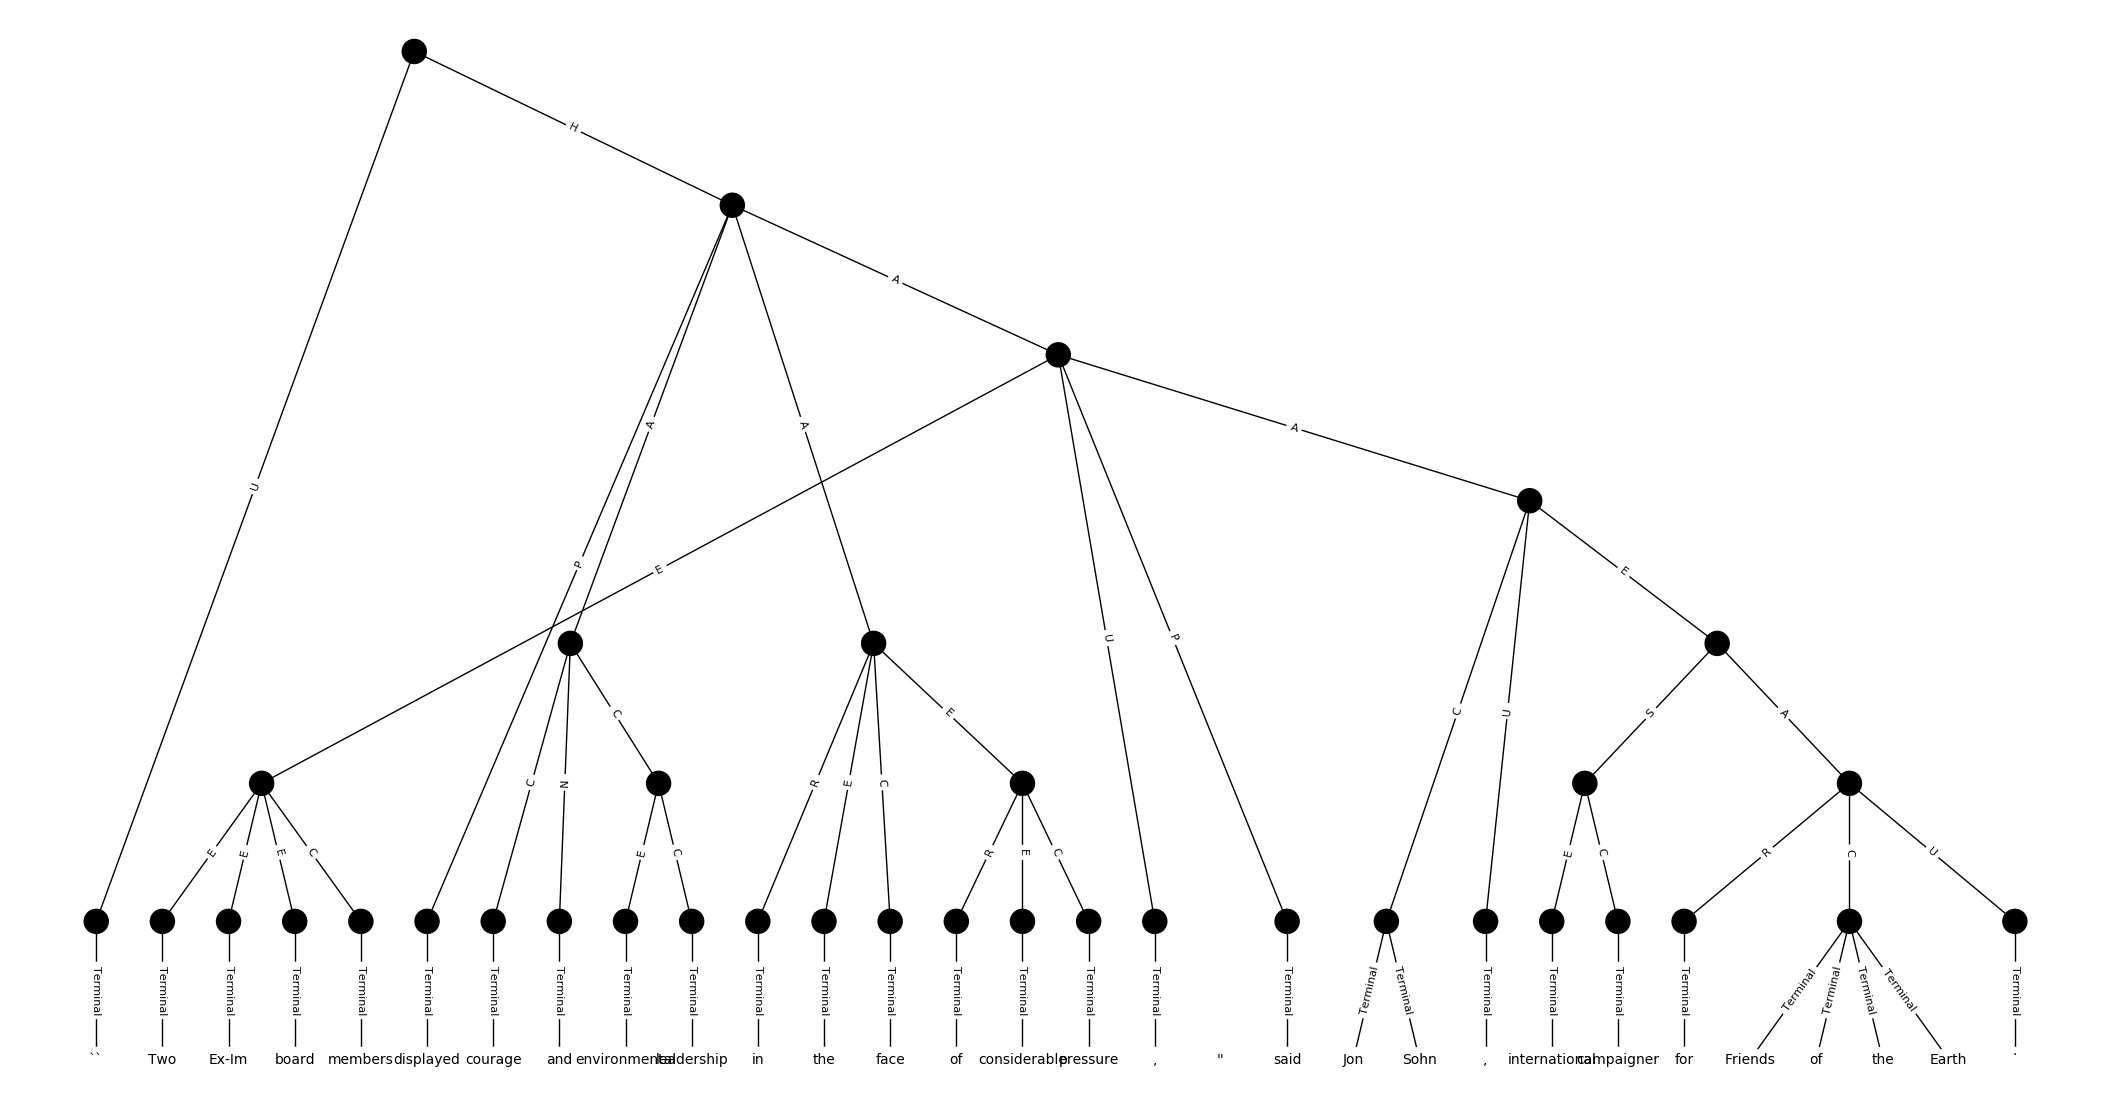 H
A
A A
A
U
P E E
U P
C U
S A
C
E
C N
R E C
E E E C
E C
R E C
E C
R C U
Terminal Terminal Terminal Terminal Terminal Terminal Terminal Terminal Terminal Terminal Terminal Terminal Terminal Terminal Terminal Terminal Terminal Terminal Terminal Terminal Terminal Terminal Terminal Terminal Terminal Terminal Terminal Terminal Terminal
`` Two Ex-Im board members displayed courage and environmental leadership in the face of considerable pressure , " said Jon Sohn , international campaigner for Friends of the Earth .